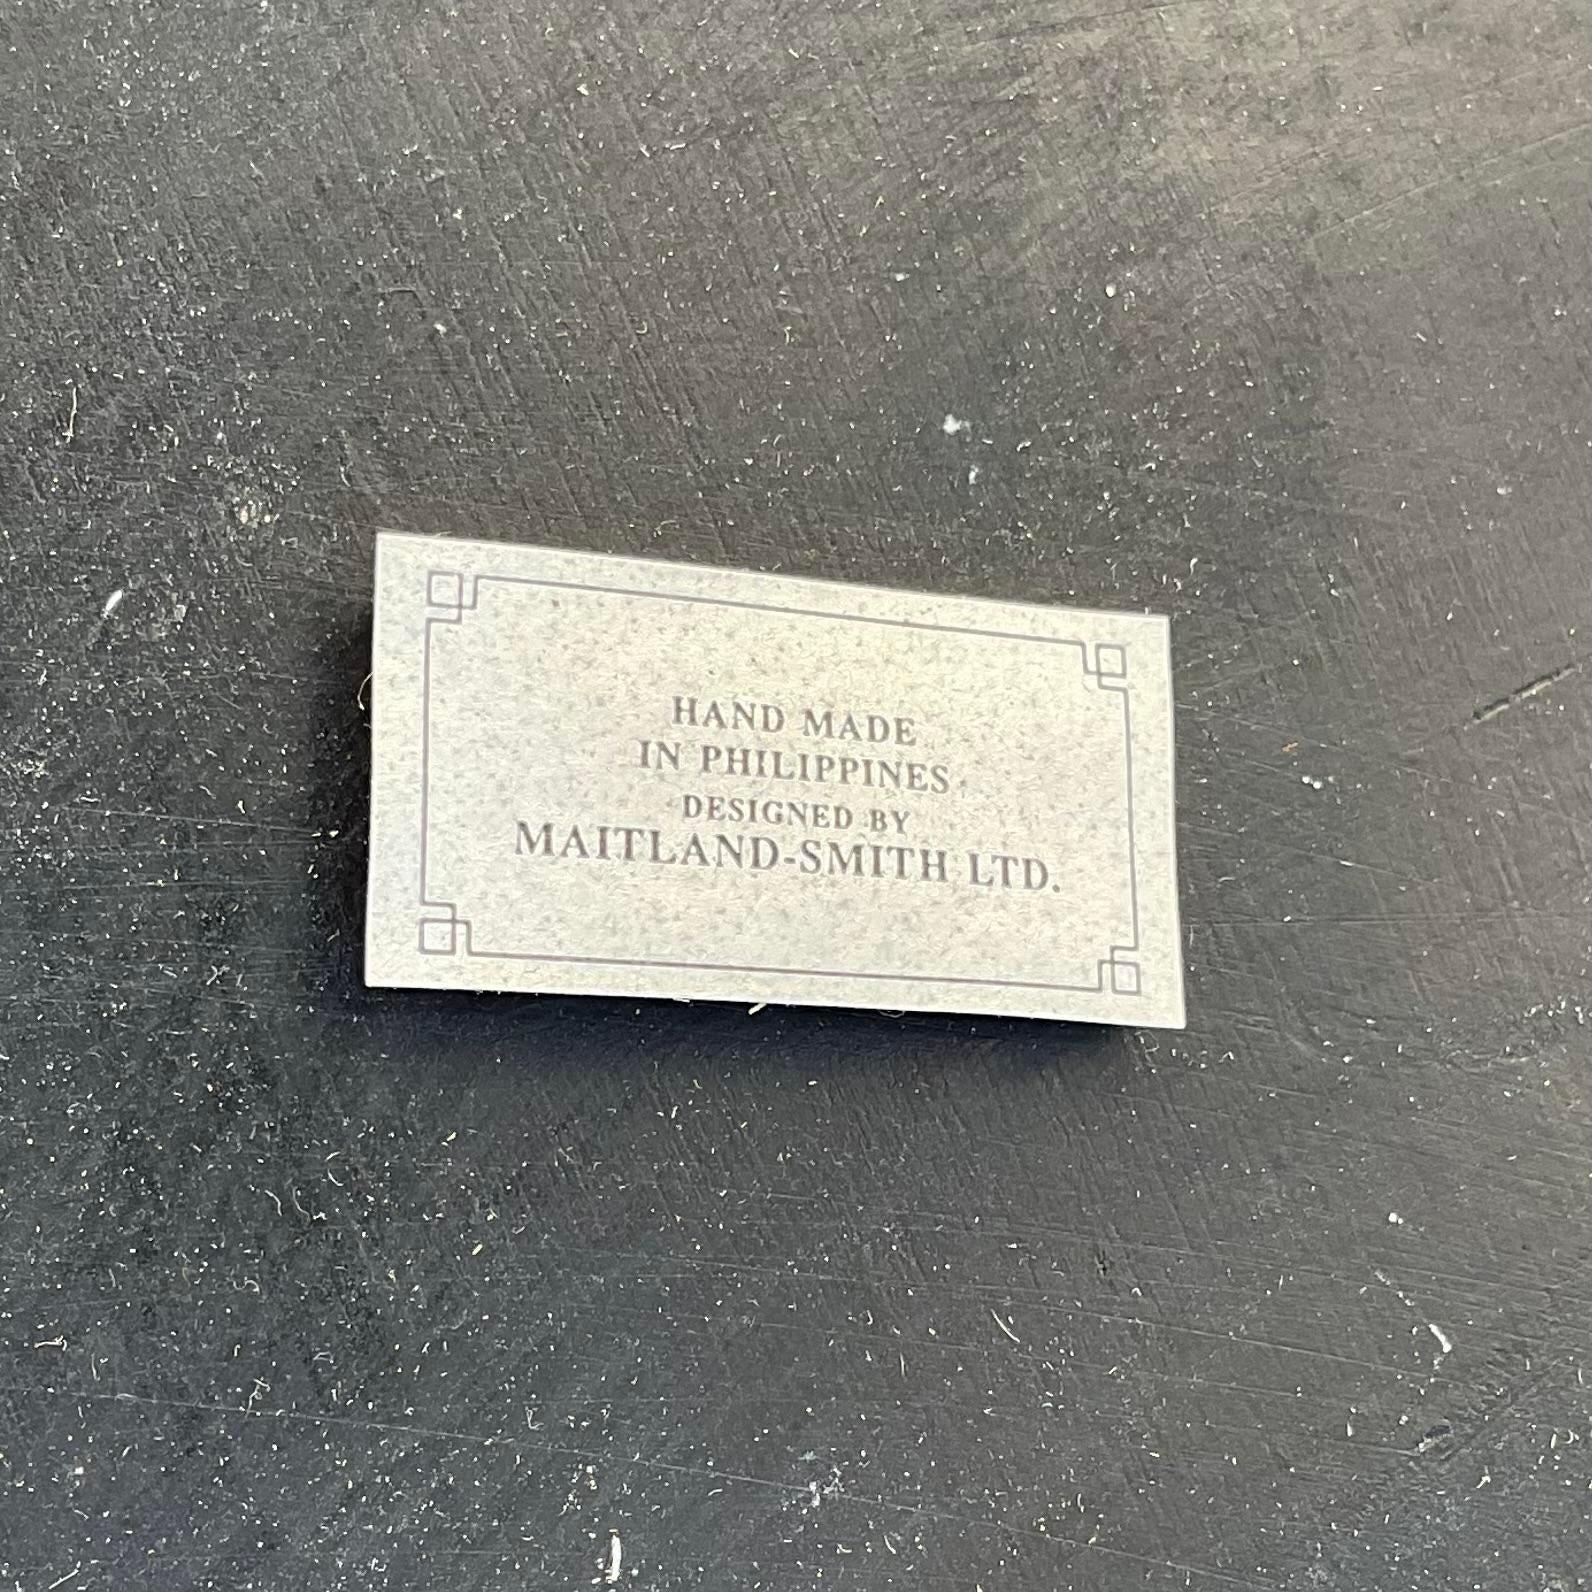 HAND MADE
IN PHILIPPINES
DESIGNED BY
MAITLAND-SMITH LTD.